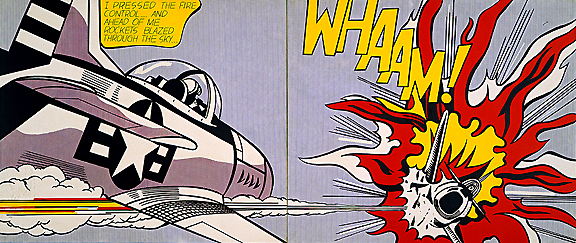 I PRESSED THE FIRE
CONTROL... AND
AHEAD OF ME
ROCKETS BLAZED
THROUGH THE SKY...
WHAAM!